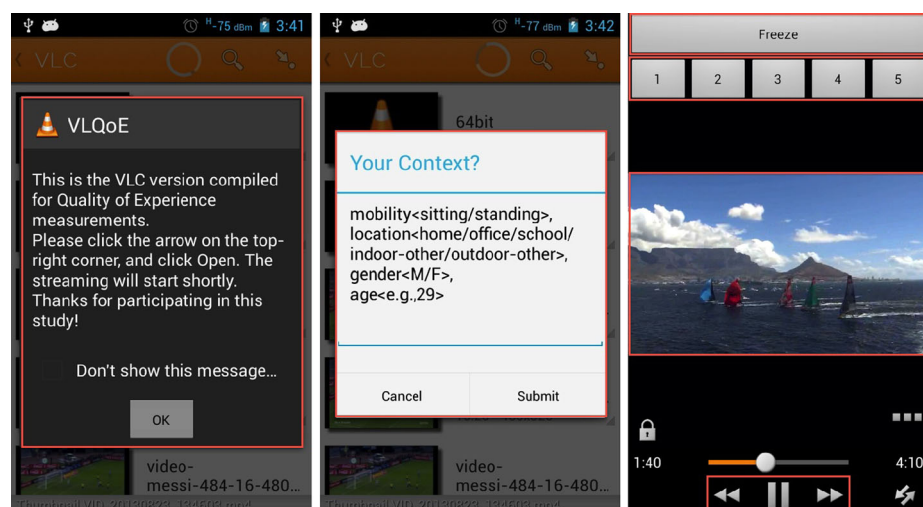 H -75 dBm 3:41
VLC
VLQoE
This is the VLC version compiled
for Quality of Experience
measurements.
Please click the arrow on the top-
right corner, and click Open. The
streaming will start shortly.
Thanks for participating in this
study!
Don't show this message...
OK
video-
messi-484-16-480...
H -77 dBm 3:42
VLC
64bit
Your Context?
mobility<sitting/standing>,
location<home/office/school/
indoor-other/outdoor-other>,
gender<M/F>,
age<e.g.,29>
Cancel Submit
video-
messi-484-16-480...
Freeze
1 2 3 4 5
1:40 4:10